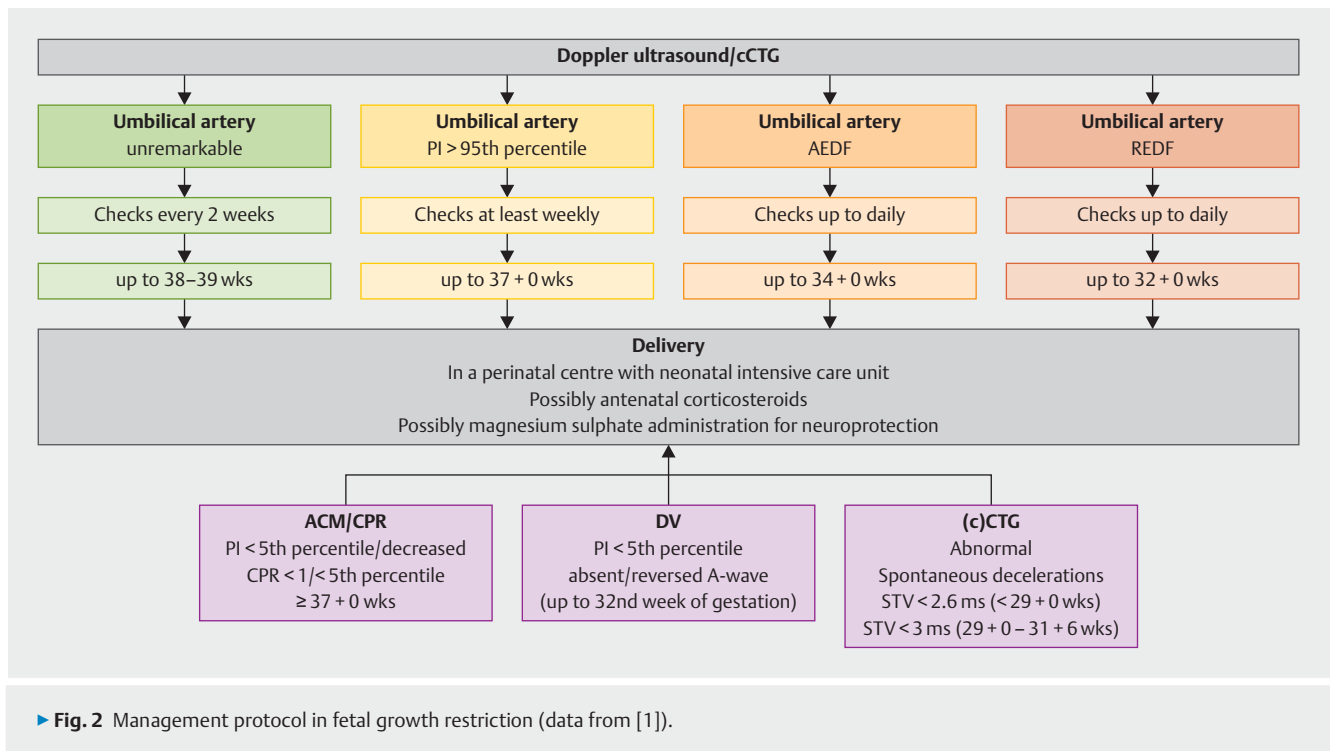 Doppler ultrasound/cCTG
Umbilical artery
unremarkable
Umbilical artery
PI > 95th percentile
Umbilical artery
AEDF
Umbilical artery
REDF
Checks every 2 weeks
Checks at least weekly
Checks up to daily
Checks up to daily
up to 38–39 wks
up to 37 + 0 wks
up to 34 + 0 wks
up to 32 + 0 wks
Delivery
In a perinatal centre with neonatal intensive care unit
Possibly antenatal corticosteroids
Possibly magnesium sulphate administration for neuroprotection
ACM/CPR
PI < 5th percentile/decreased
CPR < 1/< 5th percentile
≥ 37 + 0 wks
DV
PI < 5th percentile
absent/reversed A-wave
(up to 32nd week of gestation)
(c)CTG
Abnormal
Spontaneous decelerations
STV < 2.6 ms (< 29 + 0 wks)
STV < 3 ms (29 + 0 – 31 + 6 wks)
▶ Fig. 2 Management protocol in fetal growth restriction (data from [1]).